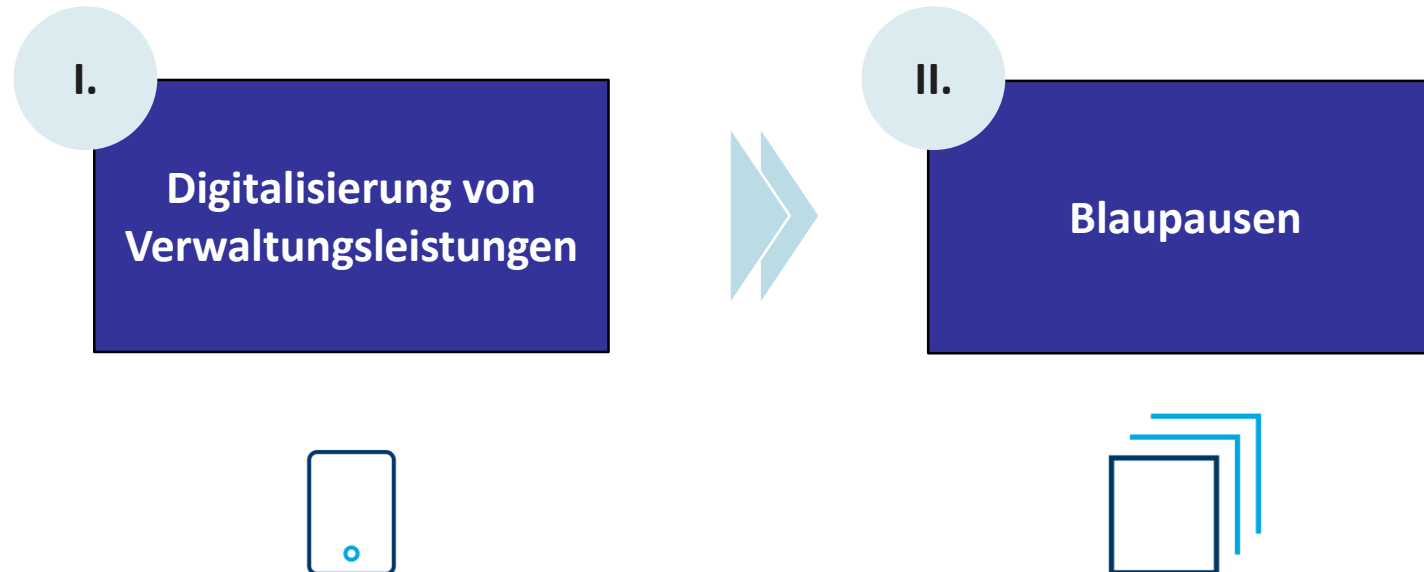 I.
Digitalisierung von
Verwaltungsleistungen
II.
Blaupausen